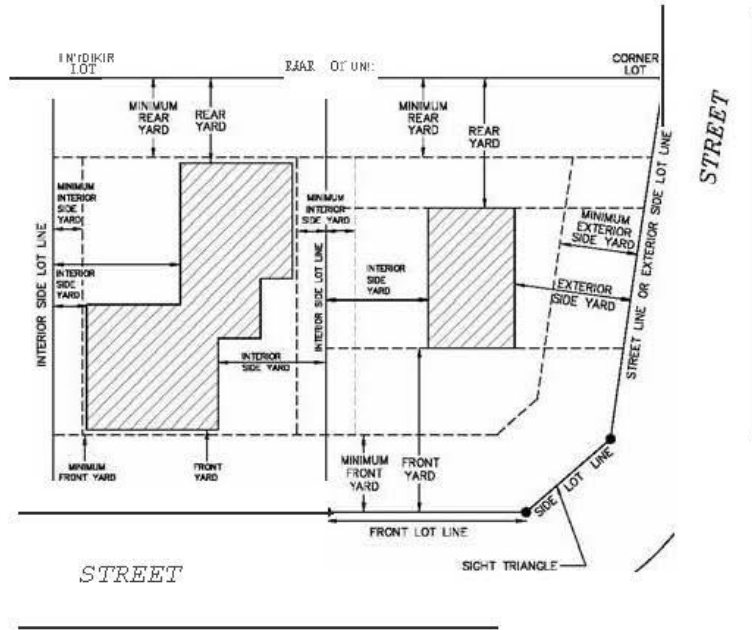 LOT
CORNER
LOT
MINIMUM
REAR
YARD
REAR
YARD
MINIMUM
REAR
YARD
REAR
YARD
STREET
MINIMUM
INTERIOR
SIDE
YARD
MINIMUM
INTERIOR
SIDE YARD
MINIMUM
EXTERIOR
SIDE YARD
INTERIOR
SIDE YARD
INTERIOR
SIDE
YARD
EXTERIOR
SIDE YARD
INTERIOR SIDE LOT LINE
INTERIOR SIDE LOT LINE
STREET LINE OR EXTERIOR SIDE LOT LINE
INTERIOR
SIDE YARD
MINIMUM
FRONT YARD
FRONT
YARD
MINIMUM
FRONT
YARD
FRONT
YARD
SIDE LOT LINE
FRONT LOT LINE
SIGHT TRIANGLE
STREET